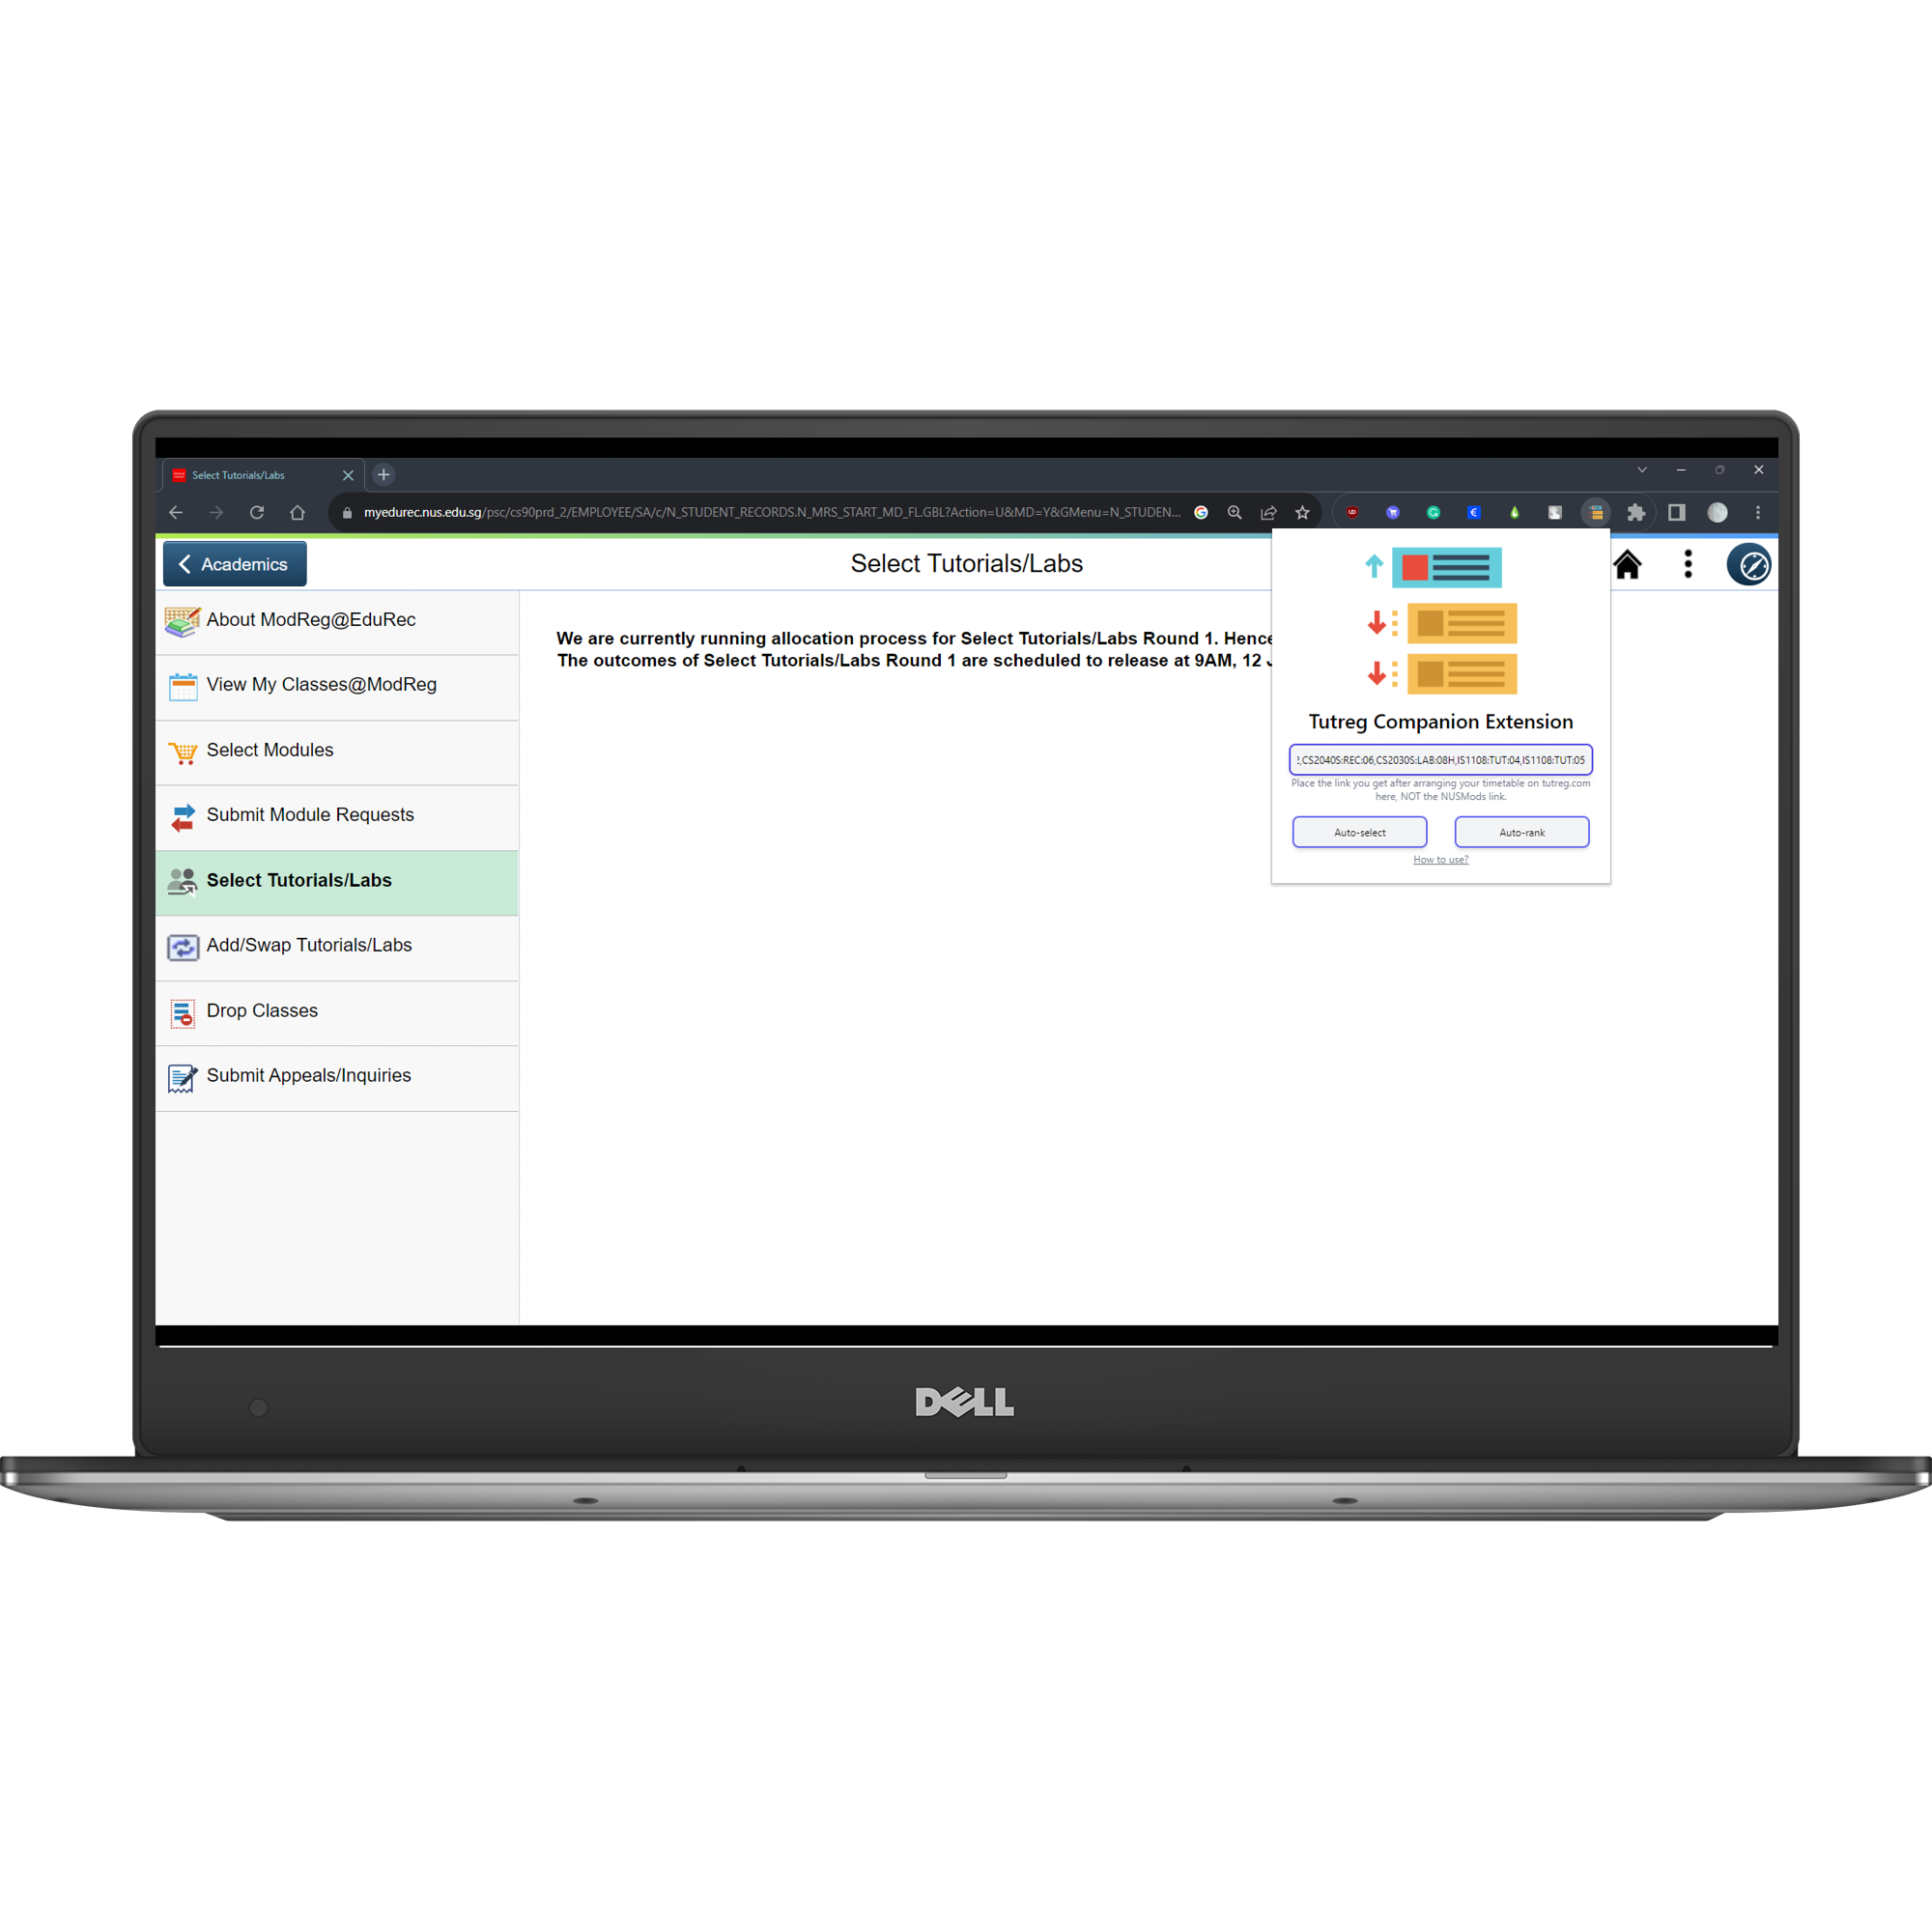 Select Tutorials/Labs
myedurec.nus.edu.sg/psc/cs90prd_2/EMPLOYEE/SA/c/N_STUDENT_RECORDS.N_MRS_START_MD_FL.GBL?Action=U&MD=Y&GMenu=N_STUDEN...
Academics
Select Tutorials/Labs
About ModReg@EduRec
View My Classes@ModReg
Select Modules
Submit Module Requests
Select Tutorials/Labs
Add/Swap Tutorials/Labs
Drop Classes
Submit Appeals/Inquiries
We are currently running allocation process for Select Tutorials/Labs Round 1. Hence
The outcomes of Select Tutorials/Labs Round 1 are scheduled to release at 9AM, 12
Tutreg Companion Extension
,CS2040S:REC:06,CS2030S:LAB:08H,IS1108:TUT:04,IS1108:TUT:05
Place the link you get after arranging your timetable on tutreg.com
here, NOT the NUSMods link.
Auto-select
Auto-rank
How to use?
DELL